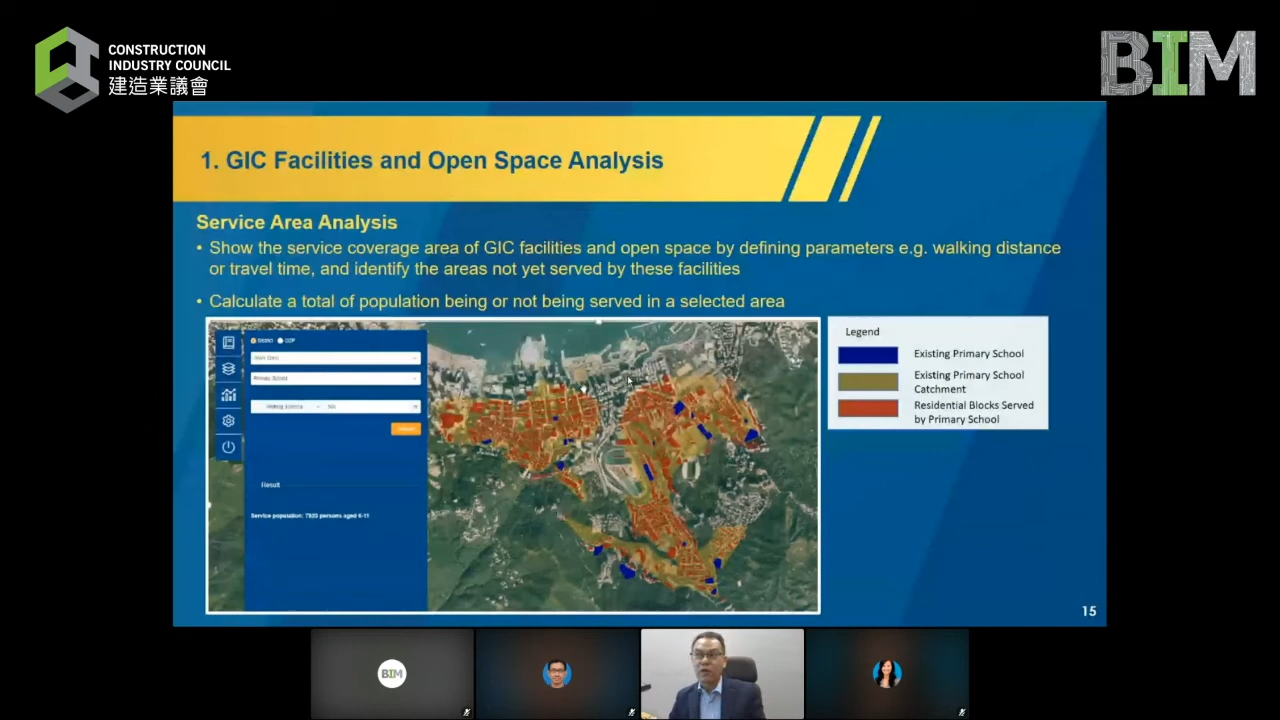 CONSTRUCTION
INDUSTRY COUNCIL
建造業議會
BIM
1. GIC Facilities and Open Space Analysis
Service Area Analysis
• Show the service coverage area of GIC facilities and open space by defining parameters e.g. walking distance
or travel time, and identify the areas not yet served by these facilities
• Calculate a total of population being or not being served in a selected area
District
Primary School
Result
Legend
Existing Primary School
Existing Primary School
Catchment
Residential Blocks Served
by Primary School
15
BIM